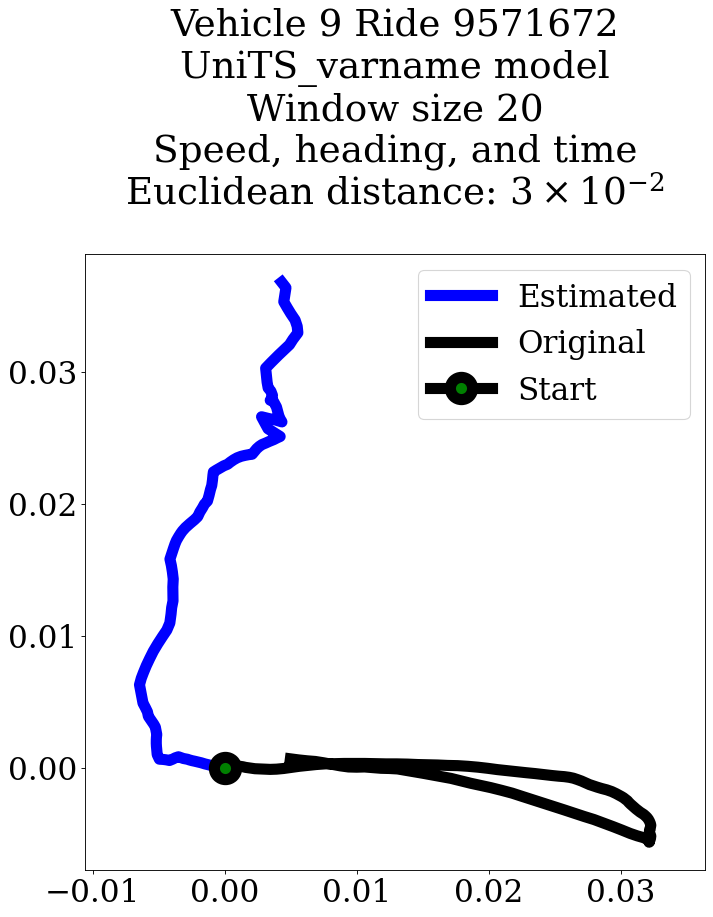 Vehicle 9 Ride 9571672
UniTS_varname model
Window size 20
Speed, heading, and time
Euclidean distance: $3 \times 10^{-2}$
Estimated
Original
Start
0.03
0.02
0.01
0.00
−0.01 0.00 0.01 0.02 0.03